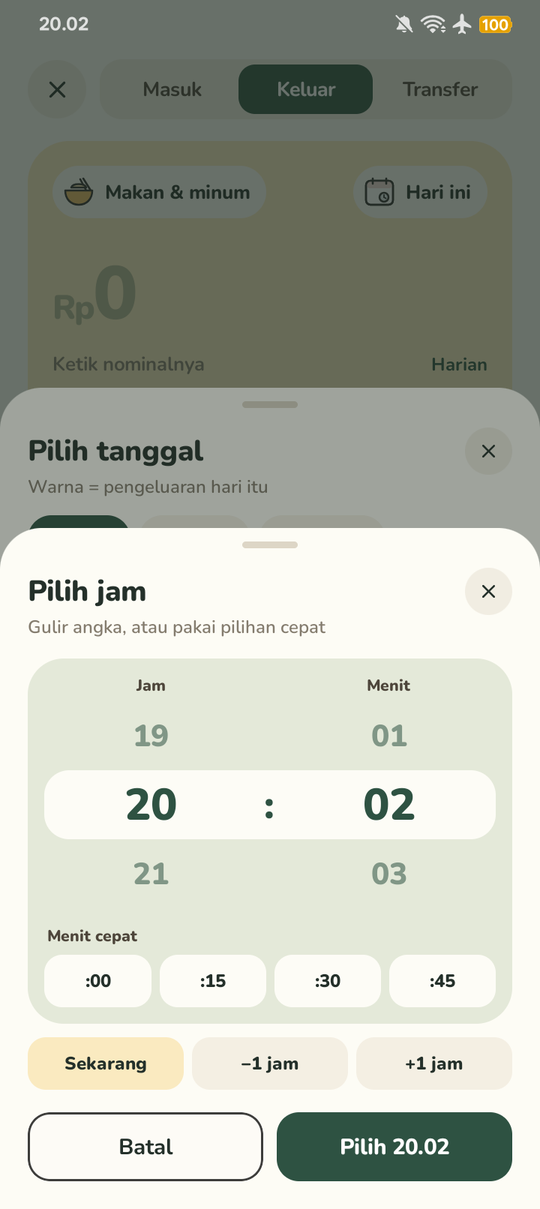 20.02
100
Masuk
Keluar
Transfer
Makan & minum
Hari ini
Rp0
Ketik nominalnya
Harian
Pilih tanggal
Warna = pengeluaran hari itu
Pilih jam
Gulir angka, atau pakai pilihan cepat
Jam
Menit
19
01
20 : 02
21
03
Menit cepat
:00
:15
:30
:45
Sekarang
−1 jam
+1 jam
Batal
Pilih 20.02